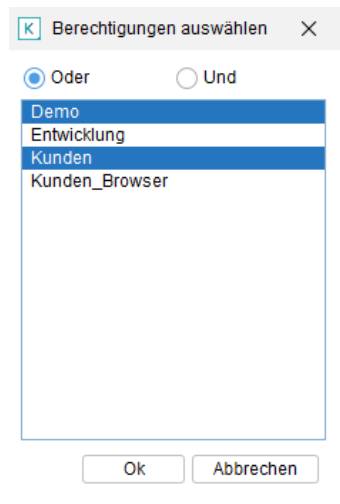 K Berechtigungen auswählen
Oder Und
Demo
Entwicklung
Kunden
Kunden_Browser
Ok Abbrechen